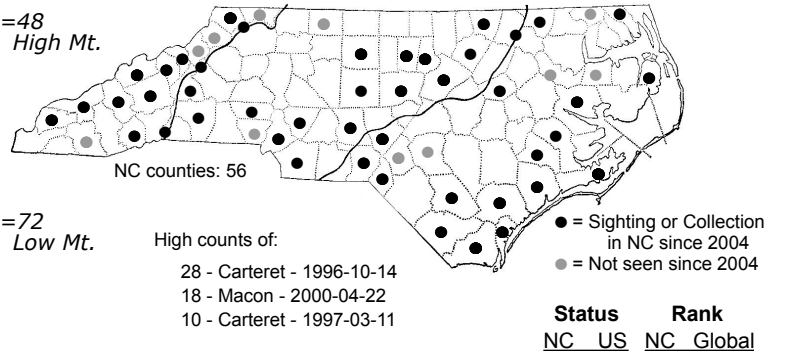 =48
High Mt.
NC counties: 56
=72
Low Mt.
High counts of:
28 - Carteret - 1996-10-14
18 - Macon - 2000-04-22
10 - Carteret - 1997-03-11
= Sighting or Collection
in NC since 2004
= Not seen since 2004
Status Rank
NC US NC Global